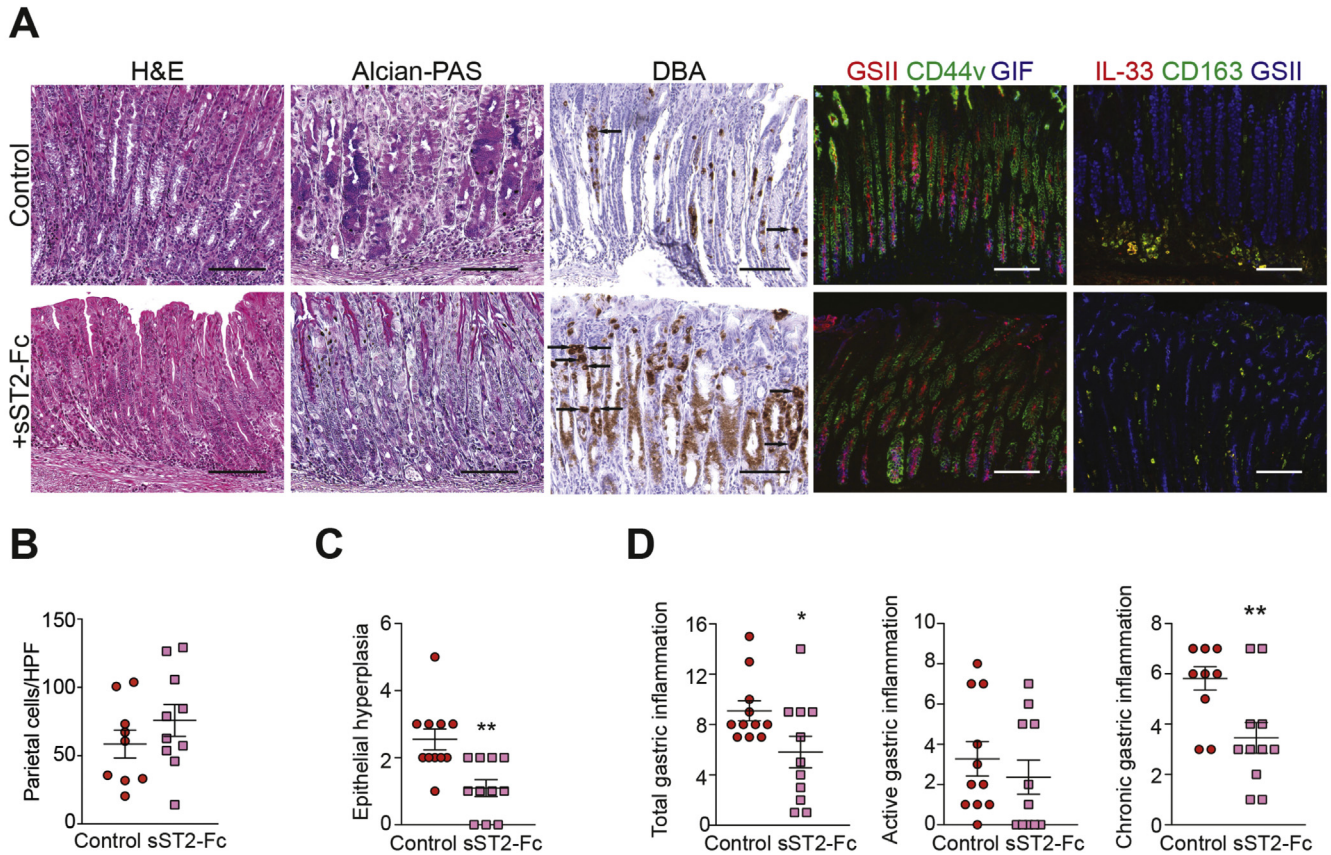 A
H&E Alcian-PAS DBA GSII CD44v GIF IL-33 CD163 GSII
Control
+sST2-Fc
B C D
Parietal cells/HPF
150
100
50
0
Control sST2-Fc
Epithelial hyperplasia
6
4
2
0
**
Control sST2-Fc
Total gastric inflammation
16
12
8
4
0
*
Control sST2-Fc
Active gastric inflammation
10
8
6
4
2
0
Control sST2-Fc
Chronic gastric inflammation
8
6
4
2
0
**
Control sST2-Fc